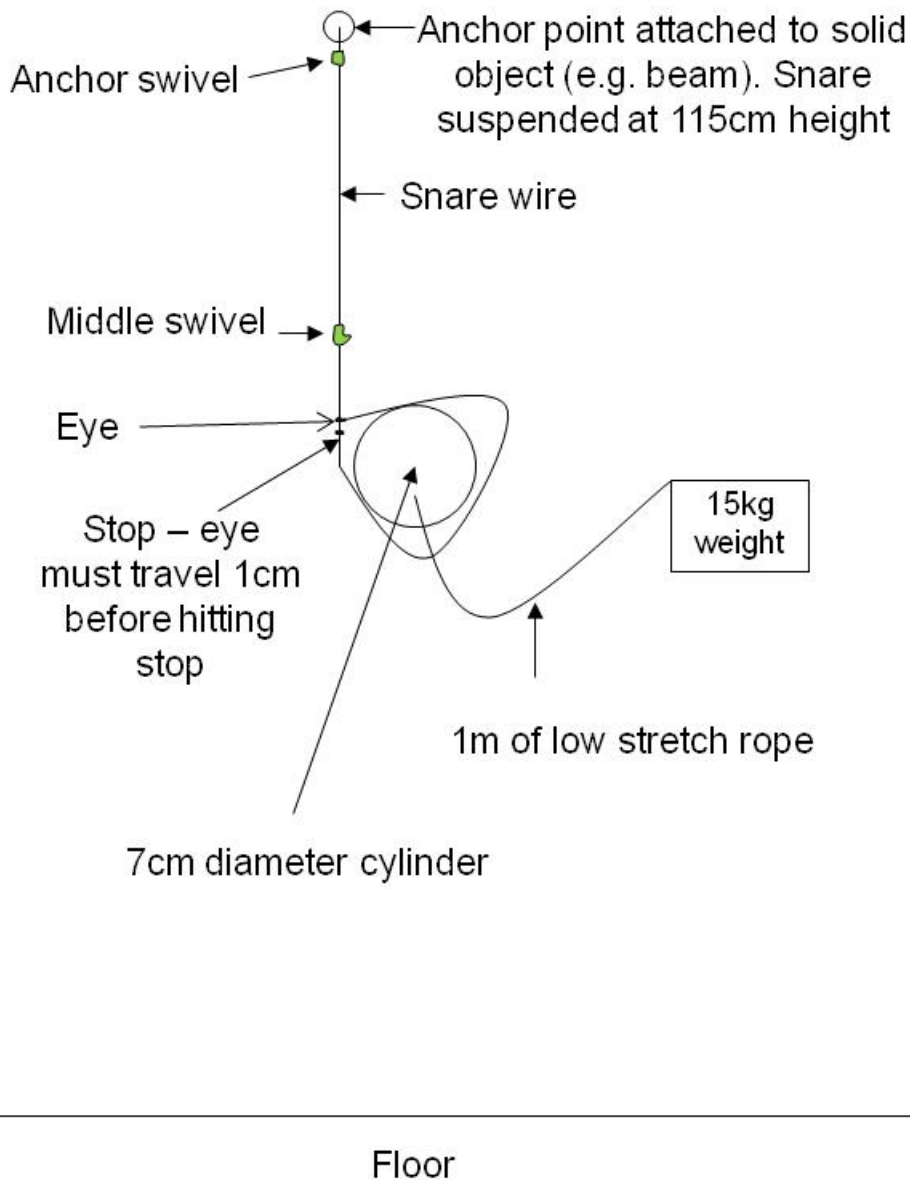 Anchor point attached to solid
object (e.g. beam). Snare
suspended at 115cm height
Anchor swivel
Snare wire
Middle swivel
Eye
Stop – eye
must travel 1cm
before hitting
stop
15kg
weight
1m of low stretch rope
7cm diameter cylinder
Floor